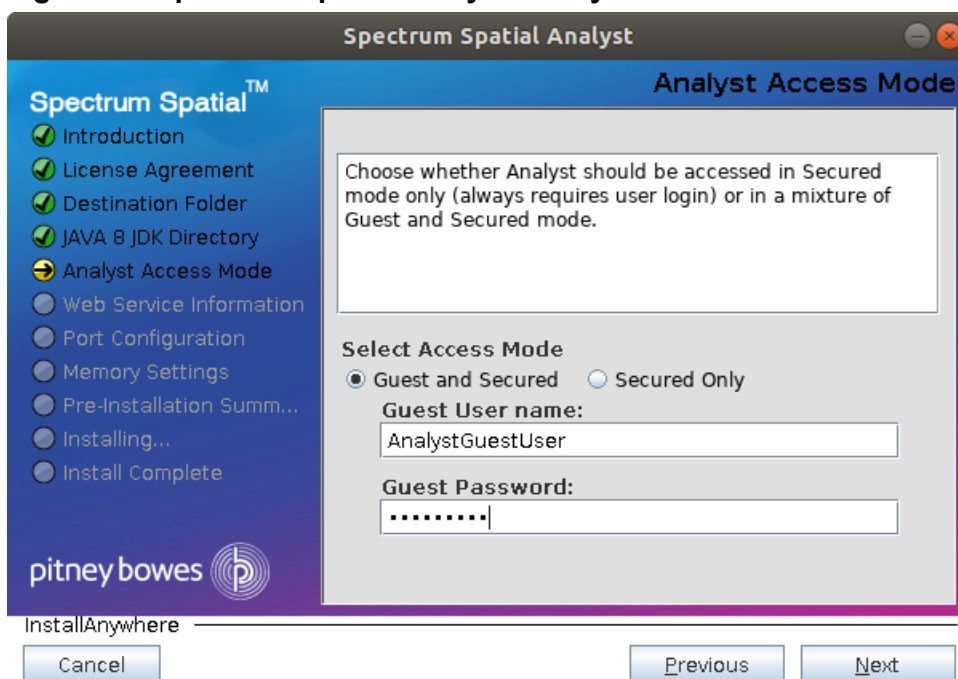 Spectrum Spatial Analyst
Analyst Access Mode
Spectrum Spatial™
Introduction
License Agreement
Destination Folder
JAVA 8 JDK Directory
Analyst Access Mode
Web Service Information
Port Configuration
Memory Settings
Pre-Installation Summ...
Installing...
Install Complete
Choose whether Analyst should be accessed in Secured
mode only (always requires user login) or in a mixture of
Guest and Secured mode.
Select Access Mode
Guest and Secured Secured Only
Guest User name:
AnalystGuestUser
Guest Password:
•••••••••
pitney bowes
InstallAnywhere
Cancel Previous Next